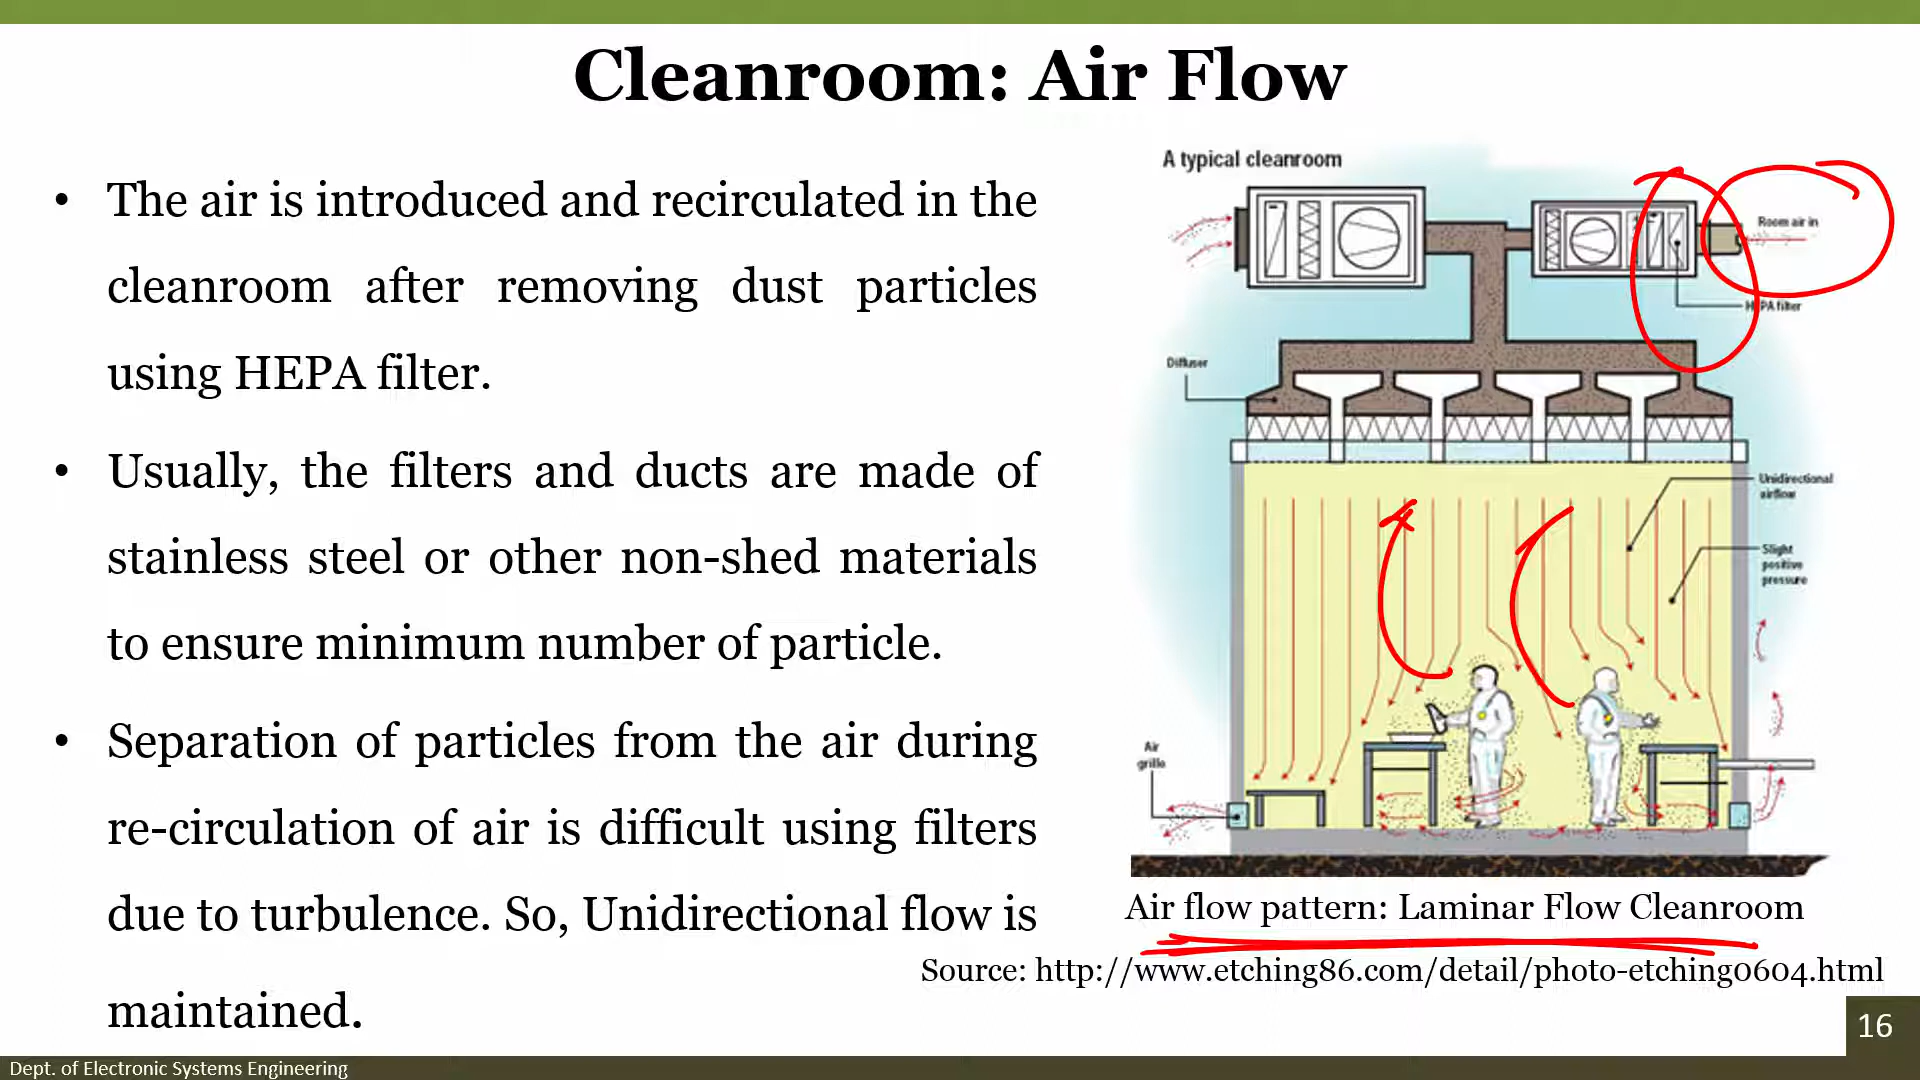 Cleanroom: Air Flow
• The air is introduced and recirculated in the
cleanroom after removing dust particles
using HEPA filter.
• Usually, the filters and ducts are made of
stainless steel or other non-shed materials
to ensure minimum number of particle.
• Separation of particles from the air during
re-circulation of air is difficult using filters
due to turbulence. So, Unidirectional flow is
maintained.
A typical cleanroom
Room air in
HEPA filter
Diffuser
Unidirectional
airflow
Slight
positive
pressure
Air
grille
Air flow pattern: Laminar Flow Cleanroom
Source: http://www.etching86.com/detail/photo-etching0604.html
16
Dept. of Electronic Systems Engineering